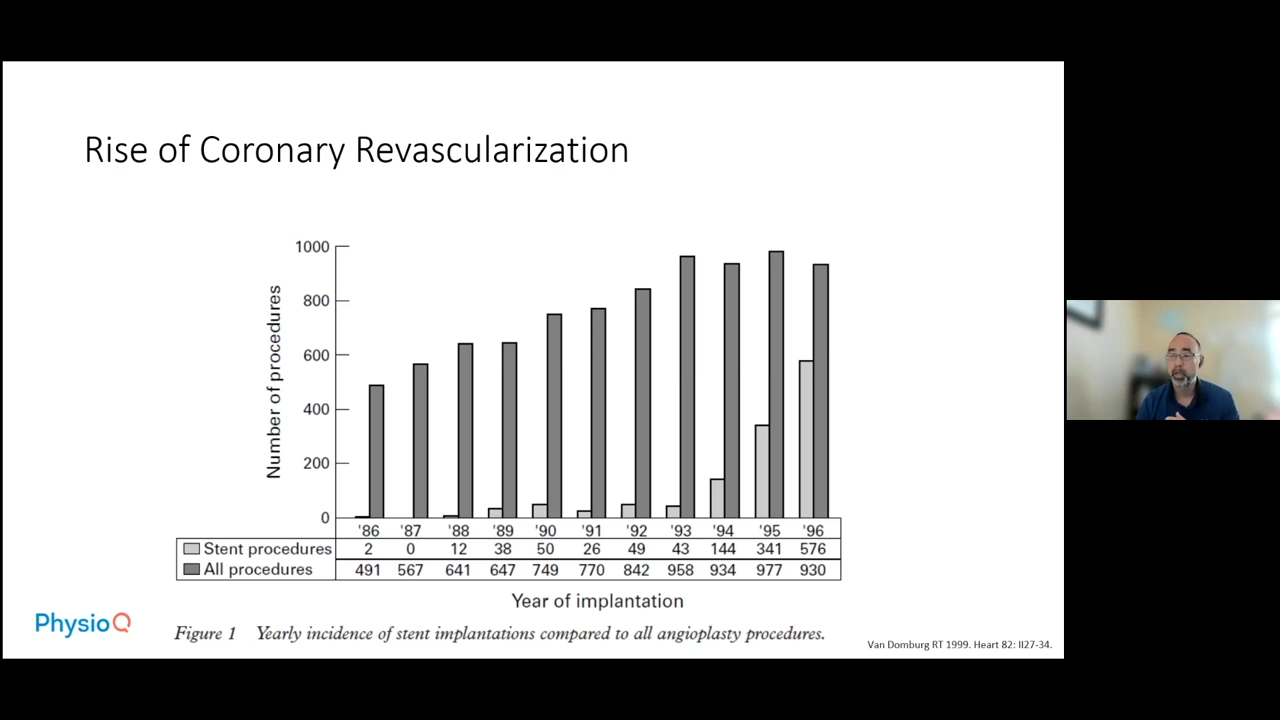 Rise of Coronary Revascularization
1000
800
600
400
200
0
Number of procedures
'86 '87 '88 '89 '90 '91 '92 '93 '94 '95 '96
Stent procedures 2 0 12 38 50 26 49 43 144 341 576
All procedures 491 567 641 647 749 770 842 958 934 977 930
Year of implantation
PhysioQ
Figure 1 Yearly incidence of stent implantations compared to all angioplasty procedures.
Van Domburg RT 1999. Heart 82: II27-34.